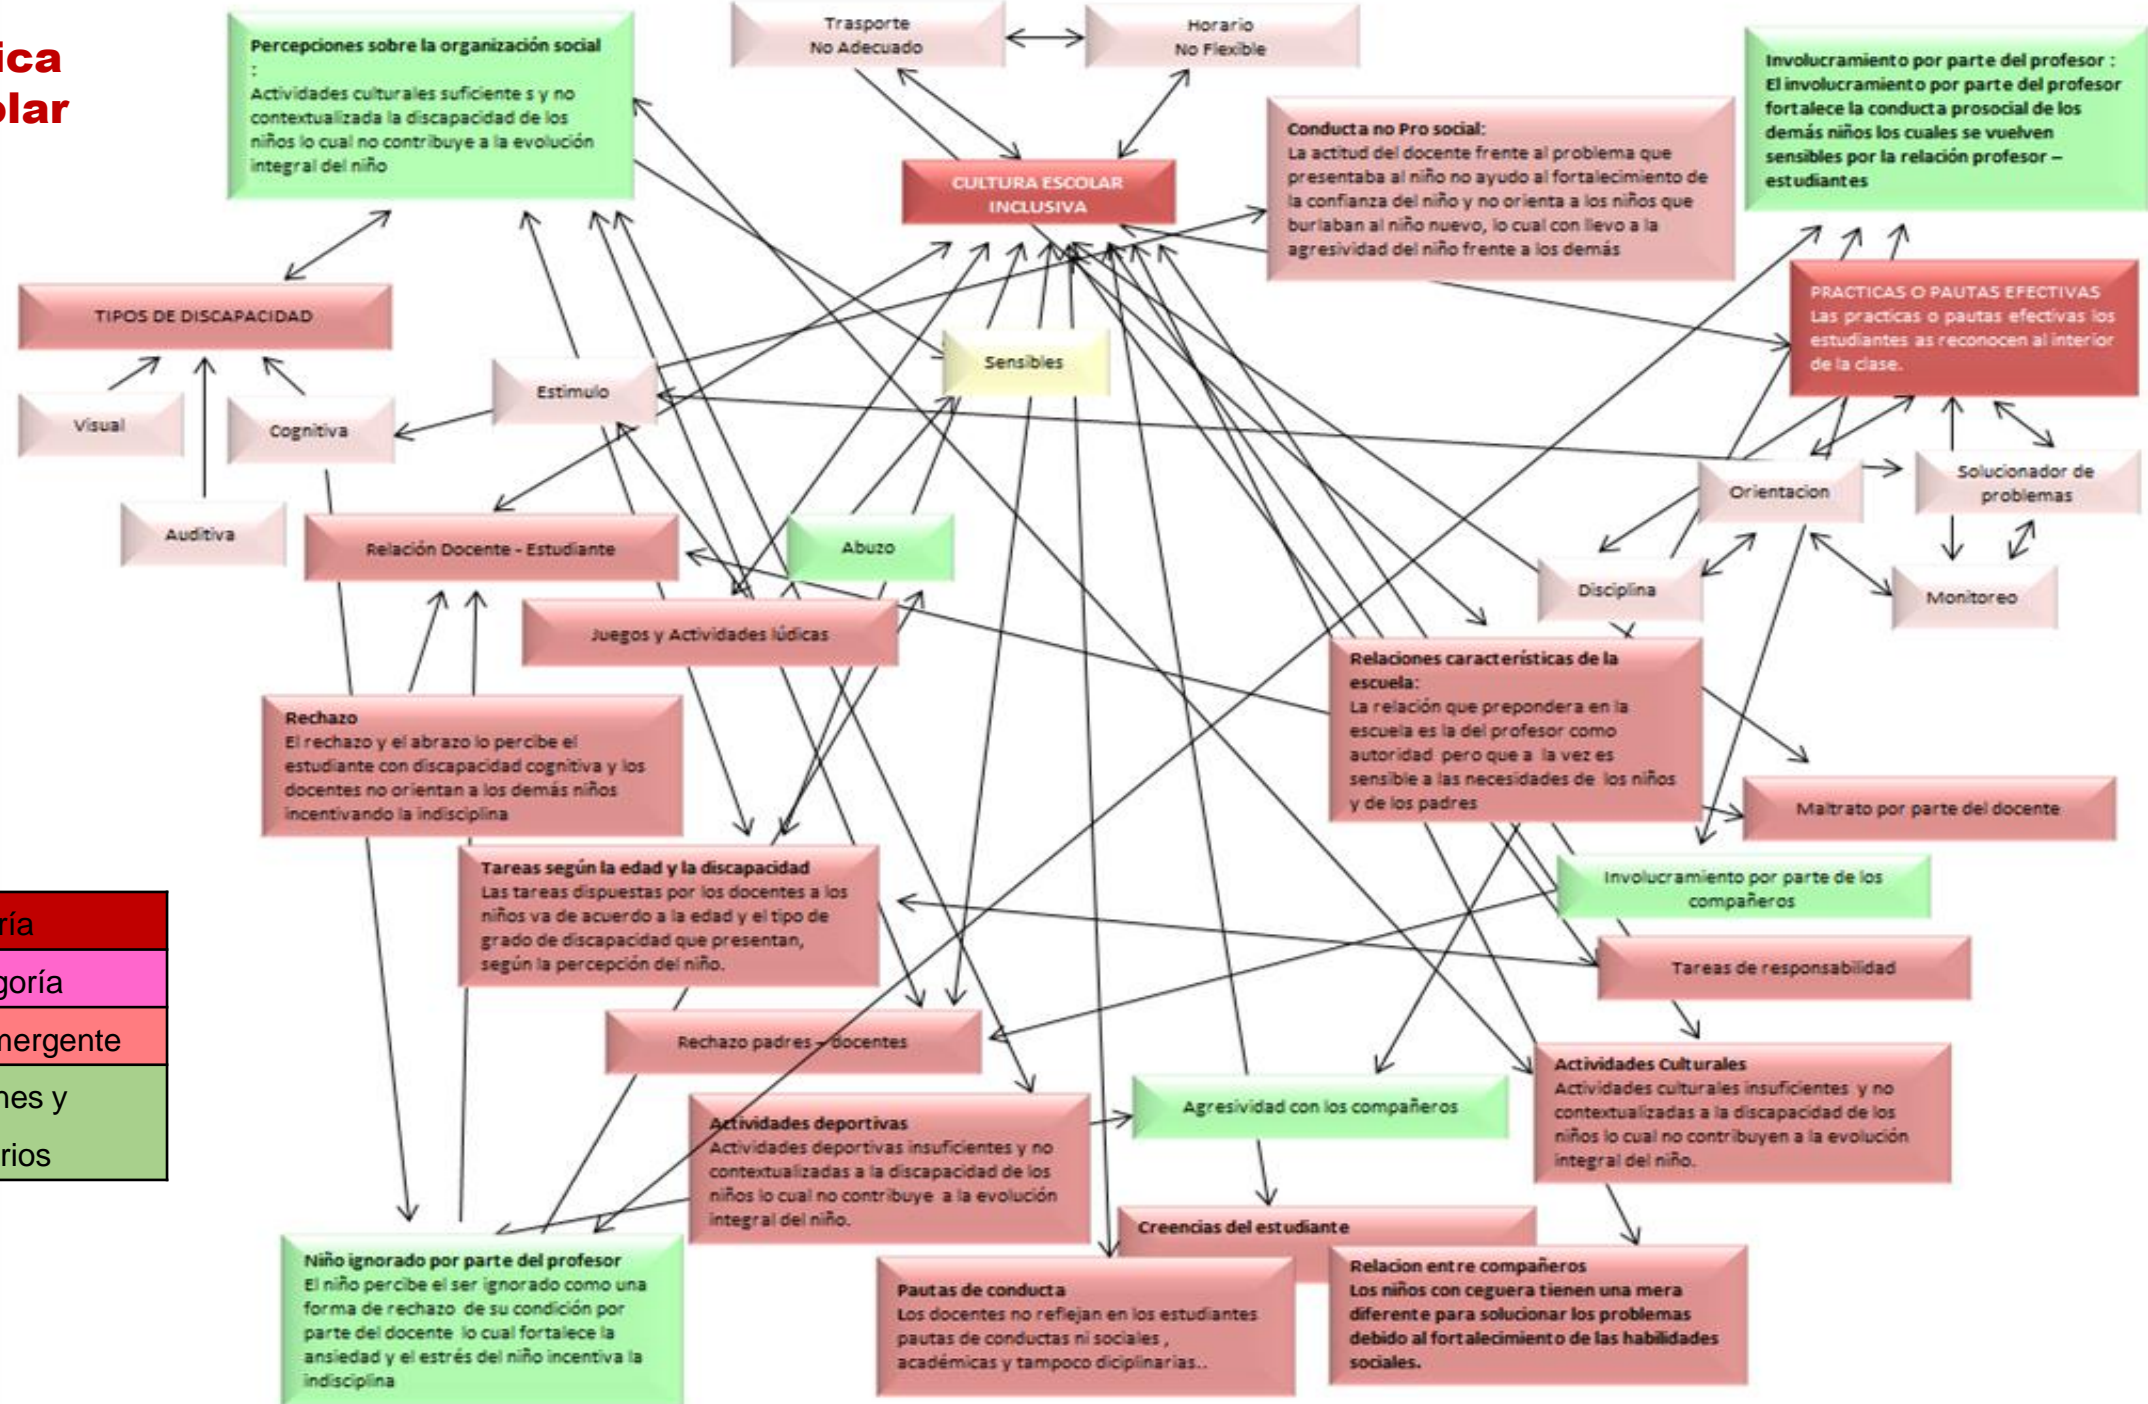 ica
olar
Percepciones sobre la organización social
:
Actividades culturales suficiente s y no
contextualizada la discapacidad de los
niños lo cual no contribuye a la evolución
integral del niño
Trasporte
No Adecuado
Horario
No Flexible
Involucramiento por parte del profesor :
El involucramiento por parte del profesor
fortalece la conducta prosocial de los
demás niños los cuales se vuelven
sensibles por la relación profesor –
estudiantes
Conducta no Pro social:
La actitud del docente frente al problema que
presentaba al niño no ayudo al fortalecimiento de
la confianza del niño y no orienta a los niños que
burlaban al niño nuevo, lo cual con llevo a la
agresividad del niño frente a los demás
CULTURA ESCOLAR
INCLUSIVA
TIPOS DE DISCAPACIDAD
PRACTICAS O PAUTAS EFECTIVAS
Las practicas o pautas efectivas los
estudiantes as reconocen al interior
de la clase.
Sensibles
Estimulo
Visual
Cognitiva
Auditiva
Orientacion
Solucionador de
problemas
Relación Docente - Estudiante
Abuzo
Disciplina
Monitoreo
Juegos y Actividades lúdicas
Relaciones características de la
escuela:
La relación que prepondera en la
escuela es la del profesor como
autoridad pero que a la vez es
sensible a las necesidades de los niños
y de los padres
Rechazo
El rechazo y el abrazo lo percibe el
estudiante con discapacidad cognitiva y los
docentes no orientan a los demás niños
incentivando la indisciplina
Maltrato por parte del docente
Tareas según la edad y la discapacidad
Las tareas dispuestas por los docentes a los
niños va de acuerdo a la edad y el tipo de
grado de discapacidad que presentan,
según la percepción del niño.
Involucramiento por parte de los
compañeros
ría
goría
mergente
nes y
rios
Tareas de responsabilidad
Rechazo padres – docentes
Actividades Culturales
Actividades culturales insuficientes y no
contextualizadas a la discapacidad de los
niños lo cual no contribuyen a la evolución
integral del niño.
Agresividad con los compañeros
Actividades deportivas
Actividades deportivas insuficientes y no
contextualizadas a la discapacidad de los
niños lo cual no contribuye a la evolución
integral del niño.
Creencias del estudiante
Niño ignorado por parte del profesor
El niño percibe el ser ignorado como una
forma de rechazo de su condición por
parte del docente lo cual fortalece la
ansiedad y el estrés del niño incentiva la
indisciplina
Pautas de conducta
Los docentes no reflejan en los estudiantes
pautas de conductas ni sociales ,
académicas y tampoco diciplinarias..
Relacion entre compañeros
Los niños con ceguera tienen una mera
diferente para solucionar los problemas
debido al fortalecimiento de las habilidades
sociales.